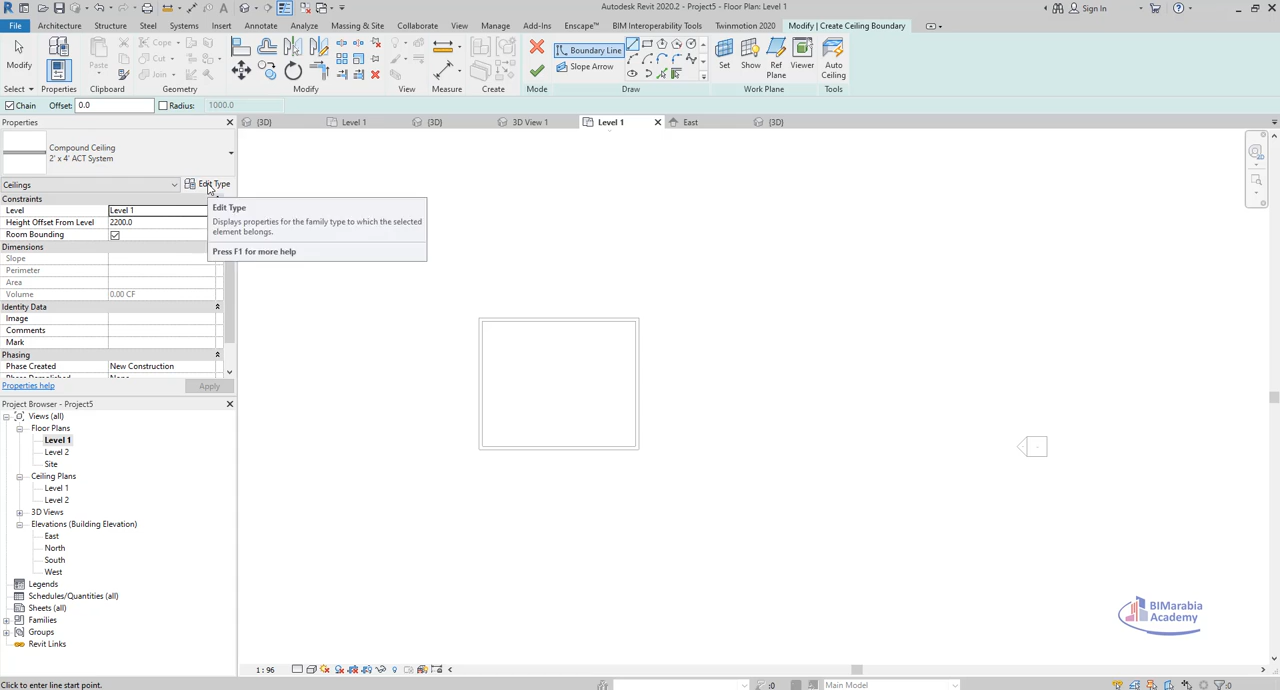 Autodesk Revit 2020.2 - Project5 - Floor Plan: Level 1
Sign In
File Architecture Structure Steel Systems Insert Annotate Analyze Massing & Site Collaborate View Manage Add-Ins Enscape™ BIM Interoperability Tools Twinmotion 2020 Modify | Create Ceiling Boundary
Modify Paste Cope Cut Join Boundary Line Slope Arrow Set Show Ref Plane Viewer Auto Ceiling
Select Properties Clipboard Geometry Modify View Measure Create Mode Draw Work Plane Tools
Chain Offset: 0.0 Radius: 1000.0
Properties
{3D} Level 1 {3D} 3D View 1 Level 1 East {3D}
Compound Ceiling
2' x 4' ACT System
Ceilings Edit Type
Constraints
Level Level 1
Height Offset From Level 2200.0
Room Bounding
Dimensions
Slope
Perimeter
Area
Volume 0.00 CF
Identity Data
Image
Comments
Mark
Phasing
Phase Created New Construction
Properties help Apply
Edit Type
Displays properties for the family type to which the selected
element belongs.
Press F1 for more help
Project Browser - Project5
Views (all)
Floor Plans
Level 1
Level 2
Site
Ceiling Plans
Level 1
Level 2
3D Views
Elevations (Building Elevation)
East
North
South
West
Legends
Schedules/Quantities (all)
Sheets (all)
Families
Groups
Revit Links
BIMarabia
Academy
1 : 96
Click to enter line start point.
:0 Main Model :0